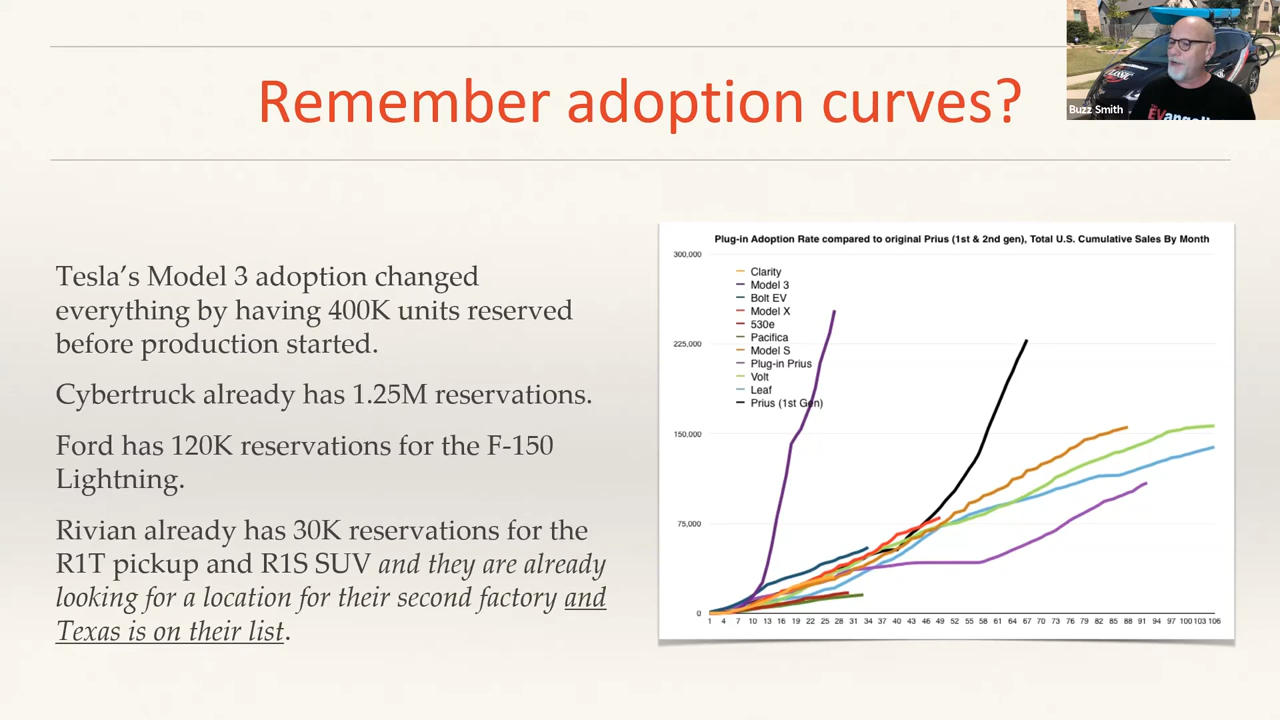 Remember adoption curves?
Buzz Smith
EVangel
Tesla’s Model 3 adoption changed
everything by having 400K units reserved
before production started.
Cybertruck already has 1.25M reservations.
Ford has 120K reservations for the F-150
Lightning.
Rivian already has 30K reservations for the
R1T pickup and R1S SUV and they are already
looking for a location for their second factory and
Texas is on their list.
Plug-in Adoption Rate compared to original Prius (1st & 2nd gen), Total U.S. Cumulative Sales By Month
300,000
225,000
150,000
75,000
0
Clarity
Model 3
Bolt EV
Model X
530e
Pacifica
Model S
Plug-in Prius
Volt
Leaf
Prius (1st Gen)
1 4 7 10 13 16 19 22 25 28 31 34 37 40 43 46 49 52 55 58 61 64 67 70 73 76 79 82 85 88 91 94 97 100 103 106